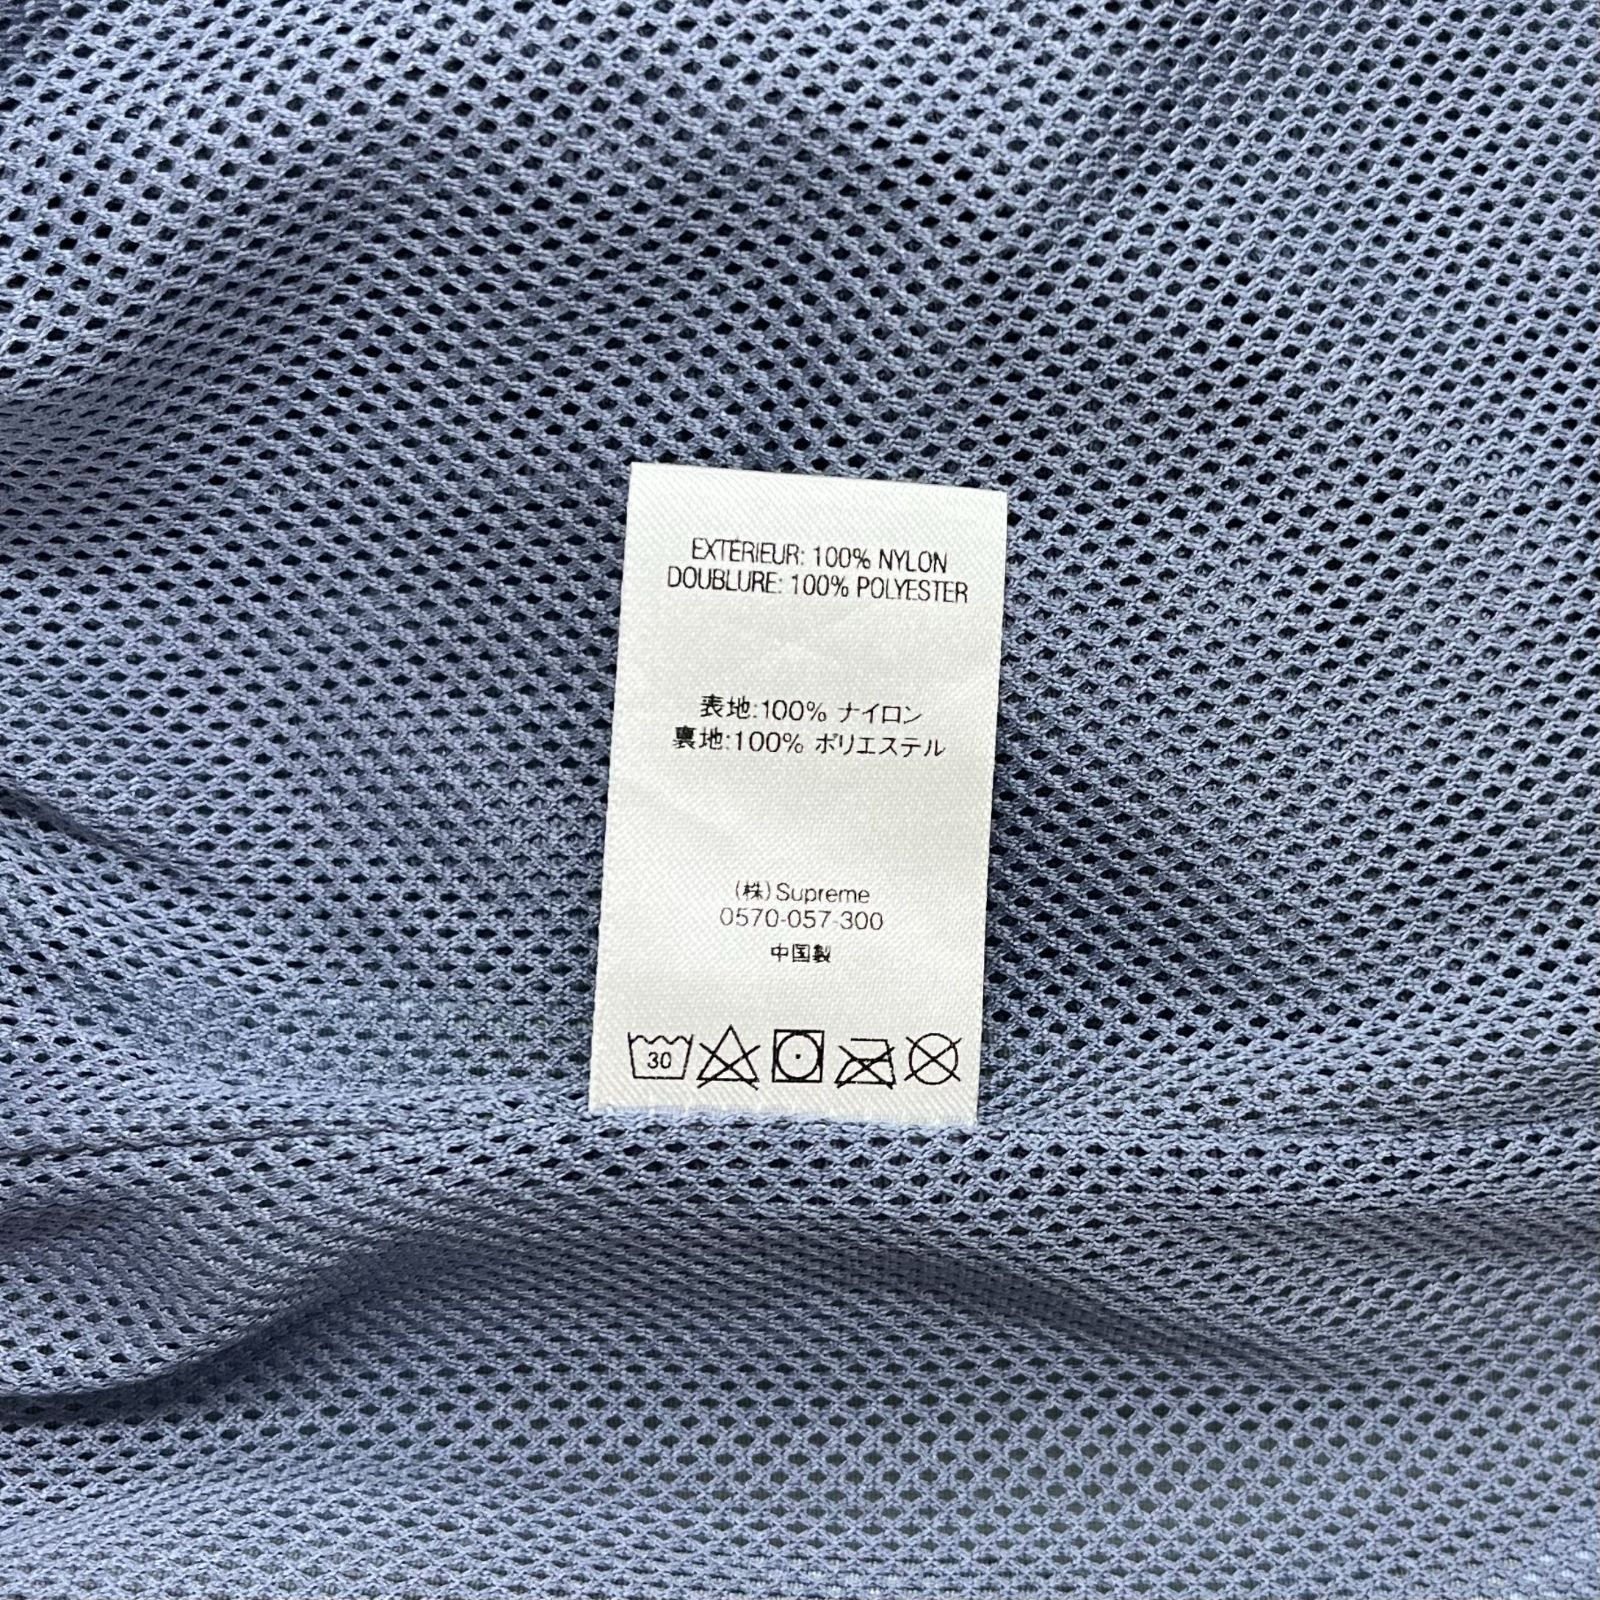 EXTÉRIEUR: 100% NYLON
DOUBLURE: 100% POLYESTER
表地:100% ナイロン
裏地:100% ポリエステル
(株)Supreme
0570-057-300
中国製
30